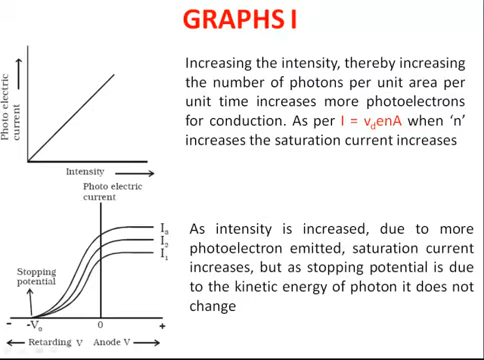 GRAPHS I
Photo electric
current
Intensity
Increasing the intensity, thereby increasing
the number of photons per unit area per
unit time increases more photoelectrons
for conduction. As per I = vdenA when ‘n’
increases the saturation current increases
Photo electric
current
I3
I2
I1
Stopping
potential
- -V0 0 +
Retarding V Anode V
As intensity is increased, due to more
photoelectron emitted, saturation current
increases, but as stopping potential is due
to the kinetic energy of photon it does not
change